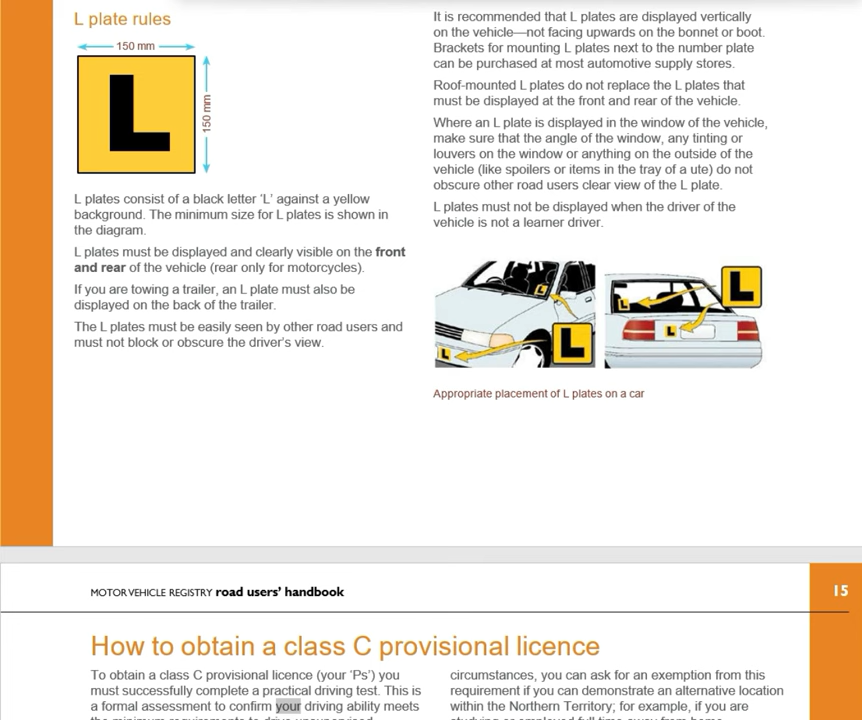 L plate rules
150 mm
L
150 mm
L plates consist of a black letter ‘L’ against a yellow
background. The minimum size for L plates is shown in
the diagram.
L plates must be displayed and clearly visible on the front
and rear of the vehicle (rear only for motorcycles).
If you are towing a trailer, an L plate must also be
displayed on the back of the trailer.
The L plates must be easily seen by other road users and
must not block or obscure the driver’s view.
It is recommended that L plates are displayed vertically
on the vehicle—not facing upwards on the bonnet or boot.
Brackets for mounting L plates next to the number plate
can be purchased at most automotive supply stores.
Roof-mounted L plates do not replace the L plates that
must be displayed at the front and rear of the vehicle.
Where an L plate is displayed in the window of the vehicle,
make sure that the angle of the window, any tinting or
louvers on the window or anything on the outside of the
vehicle (like spoilers or items in the tray of a ute) do not
obscure other road users clear view of the L plate.
L plates must not be displayed when the driver of the
vehicle is not a learner driver.
L
L
L
L
L
L
Appropriate placement of L plates on a car
MOTOR VEHICLE REGISTRY road users’ handbook
15
How to obtain a class C provisional licence
To obtain a class C provisional licence (your ‘Ps’) you
must successfully complete a practical driving test. This is
a formal assessment to confirm your driving ability meets
the minimum requirements to drive unsupervised
circumstances, you can ask for an exemption from this
requirement if you can demonstrate an alternative location
within the Northern Territory; for example, if you are
studying or employed full time away from home